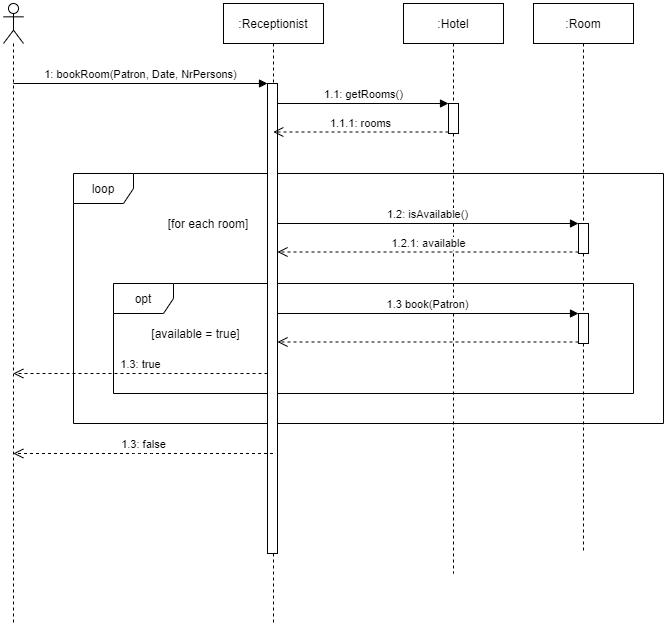 :Receptionist
:Hotel
:Room
1: bookRoom(Patron, Date, NrPersons)
1.1: getRooms()
1.1.1: rooms
loop
[for each room]
1.2: isAvailable()
1.2.1: available
opt
1.3 book(Patron)
[available = true]
1.3: true
1.3: false